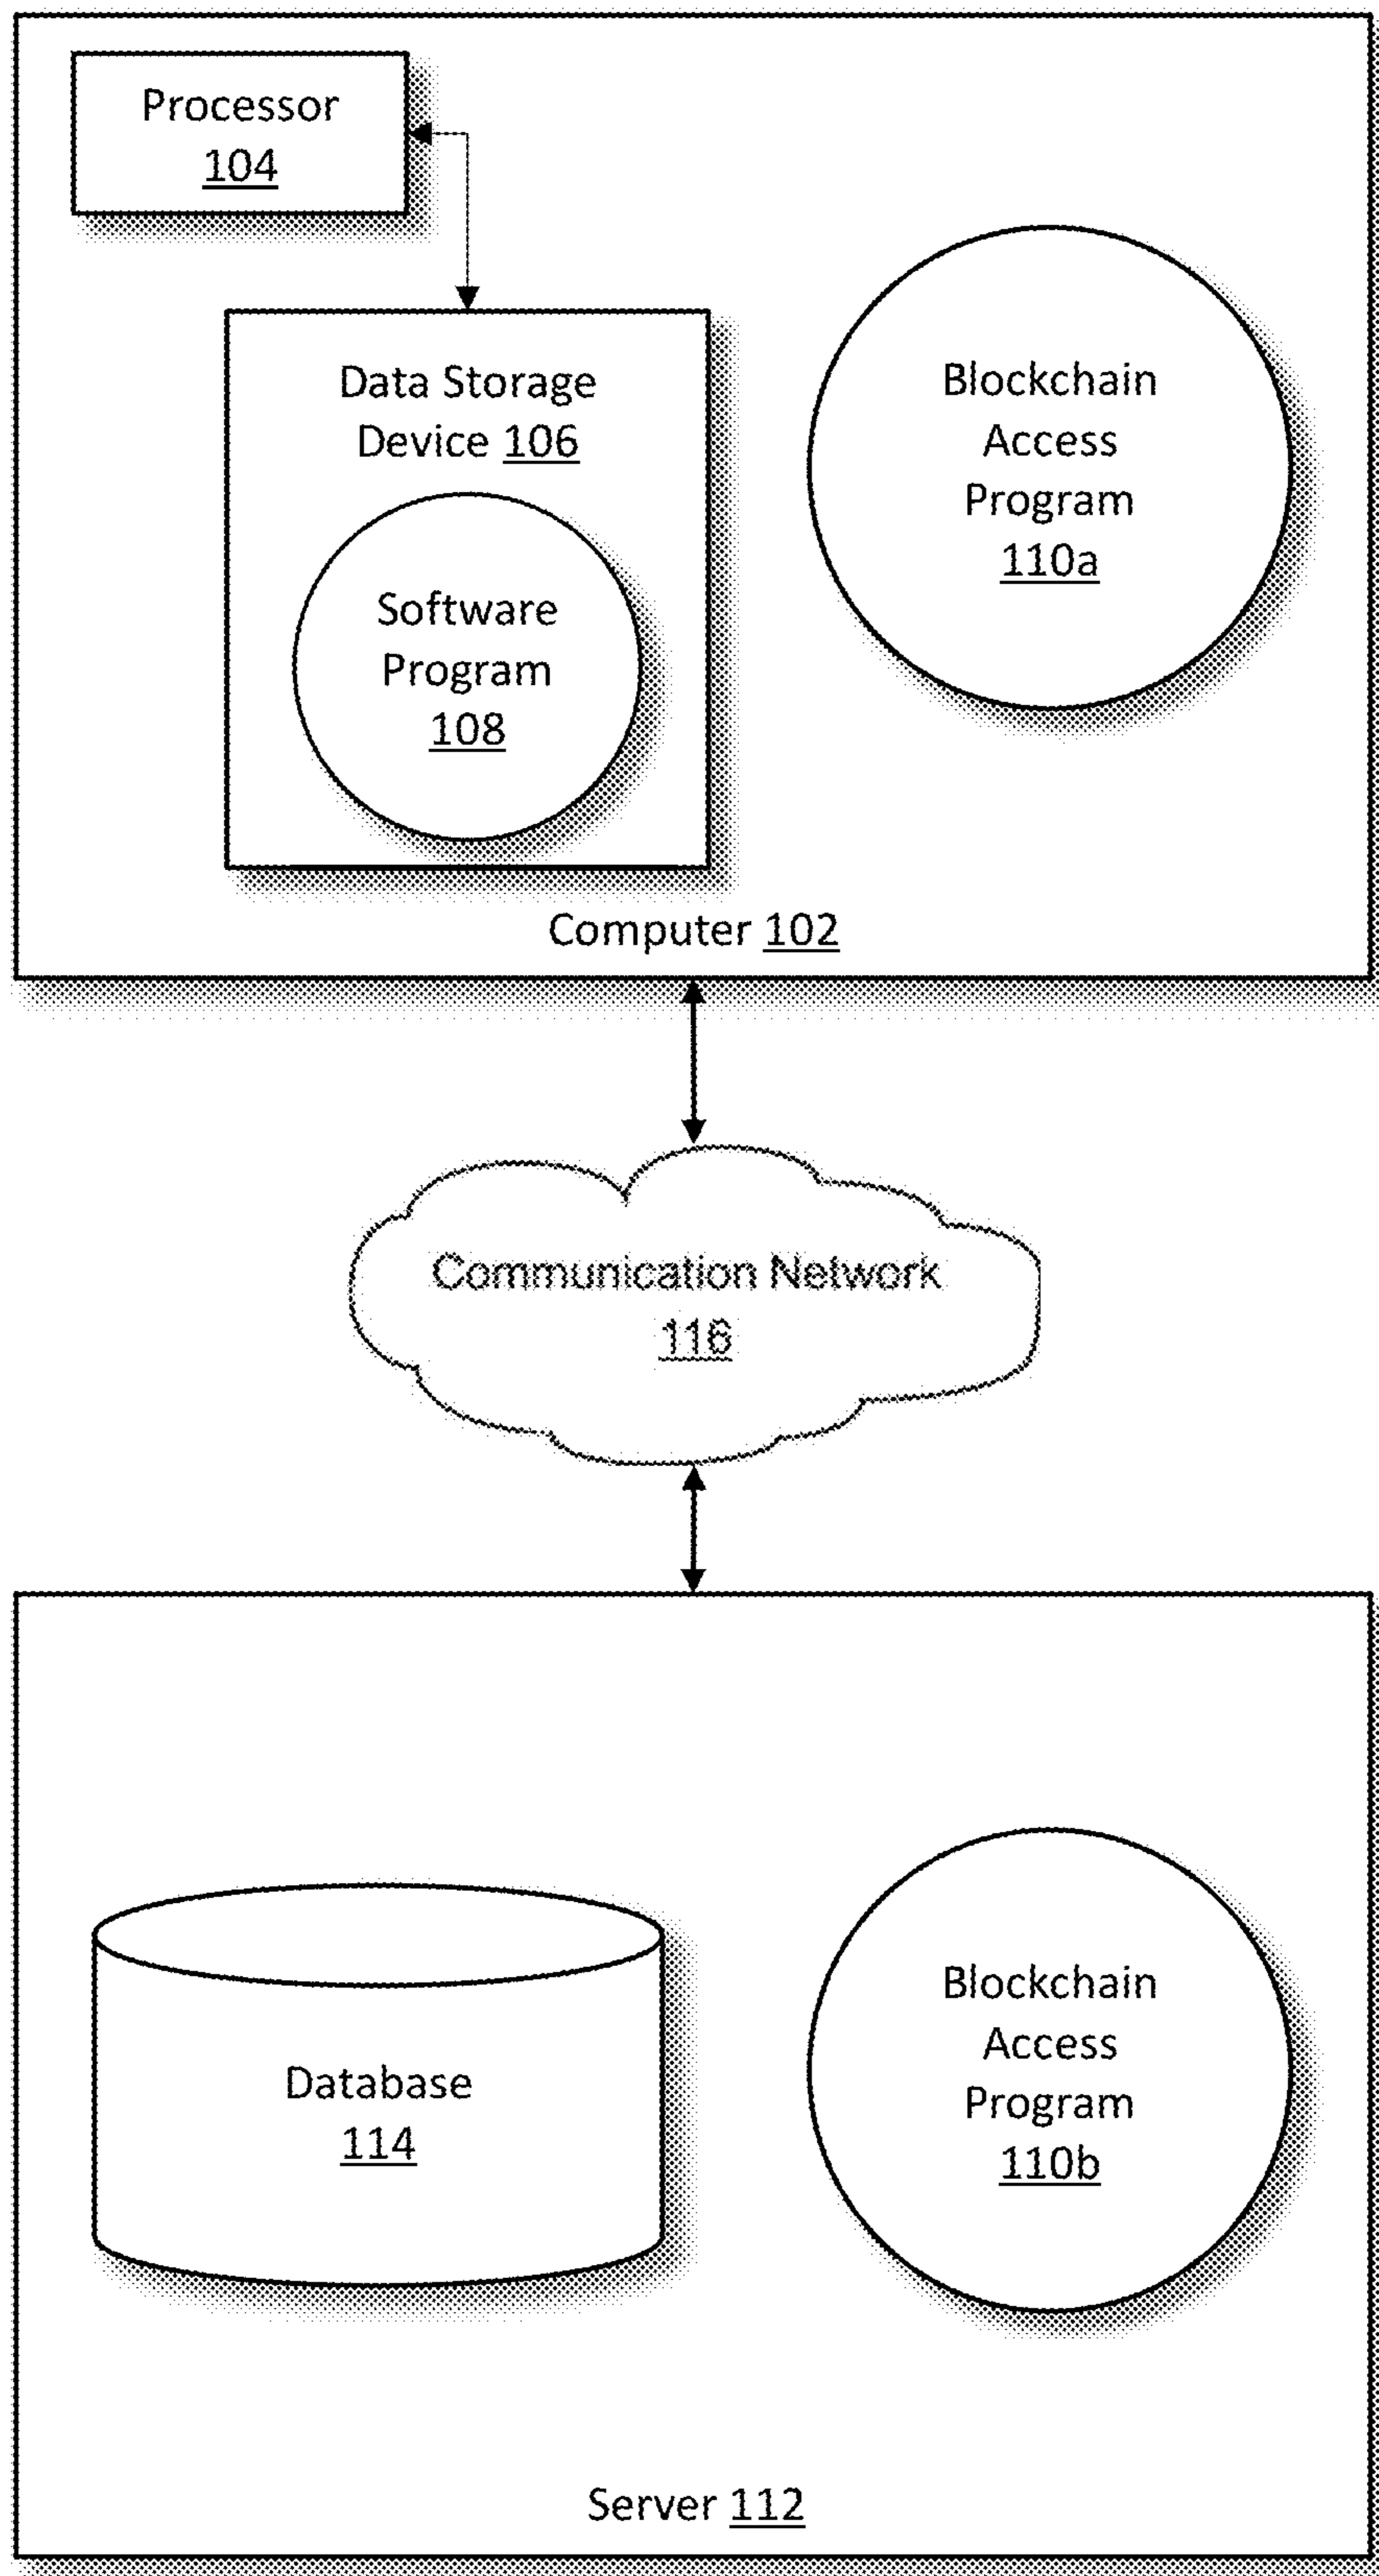 Processor
104
Data Storage
Device 106
Blockchain
Access
Program
110a
Software
Program
108
Computer 102
Communication Network
116
Database
114
Blockchain
Access
Program
110b
Server 112